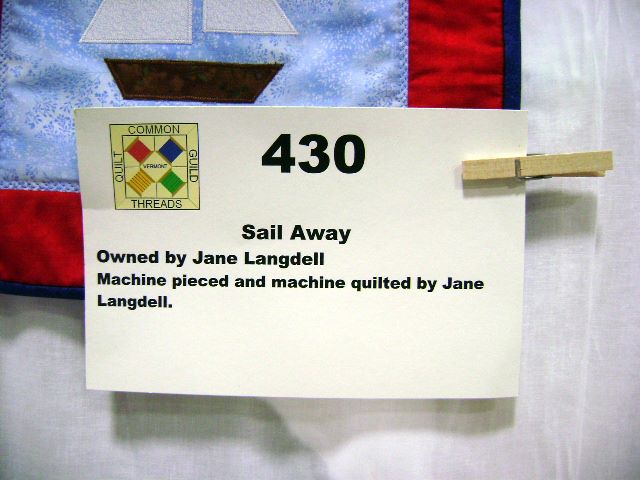 COMMON
QUILT
VERMONT
GUILD
THREADS
430
Sail Away
Owned by Jane Langdell
Machine pieced and machine quilted by Jane
Langdell.